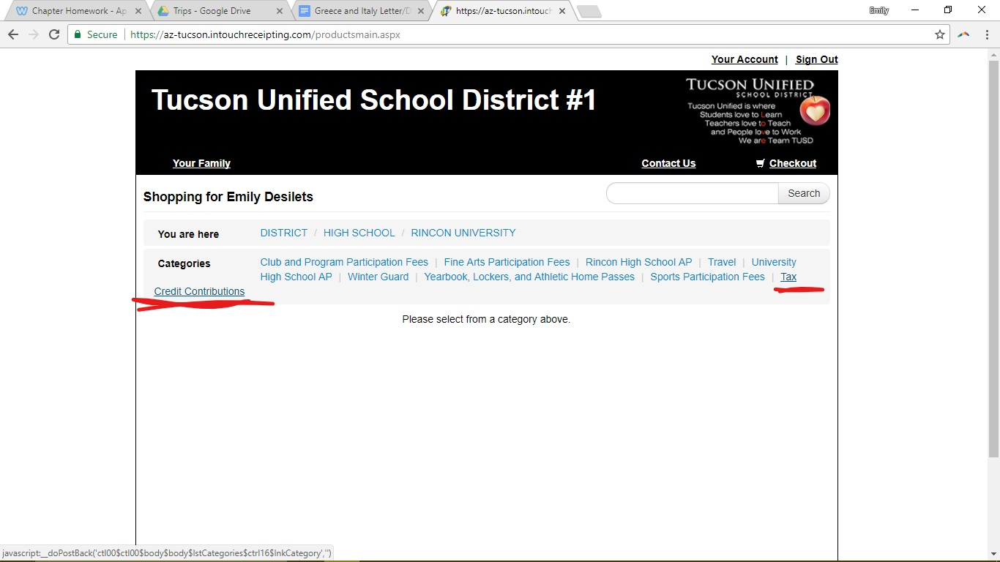 Chapter Homework - Ap
Trips - Google Drive
Greece and Italy Letter/D
https://az-tucson.intouch
Emily
Secure
https://az-tucson.intouchreceipting.com/productsmain.aspx
Your Account | Sign Out
Tucson Unified School District #1
TUCSON UNIFIED
SCHOOL DISTRICT
Tucson Unified is where
Students love to Learn
Teachers love to Teach
and People love to Work
We are Team TUSD
Your Family
Contact Us
Checkout
Shopping for Emily Desilets
Search
You are here
DISTRICT / HIGH SCHOOL / RINCON UNIVERSITY
Categories
Club and Program Participation Fees | Fine Arts Participation Fees | Rincon High School AP | Travel | University
High School AP | Winter Guard | Yearbook, Lockers, and Athletic Home Passes | Sports Participation Fees | Tax
Credit Contributions
Please select from a category above.
javascript:__doPostBack('ctl00$ctl00$body$body$lstCategories$ctrl16$lnkCategory','')